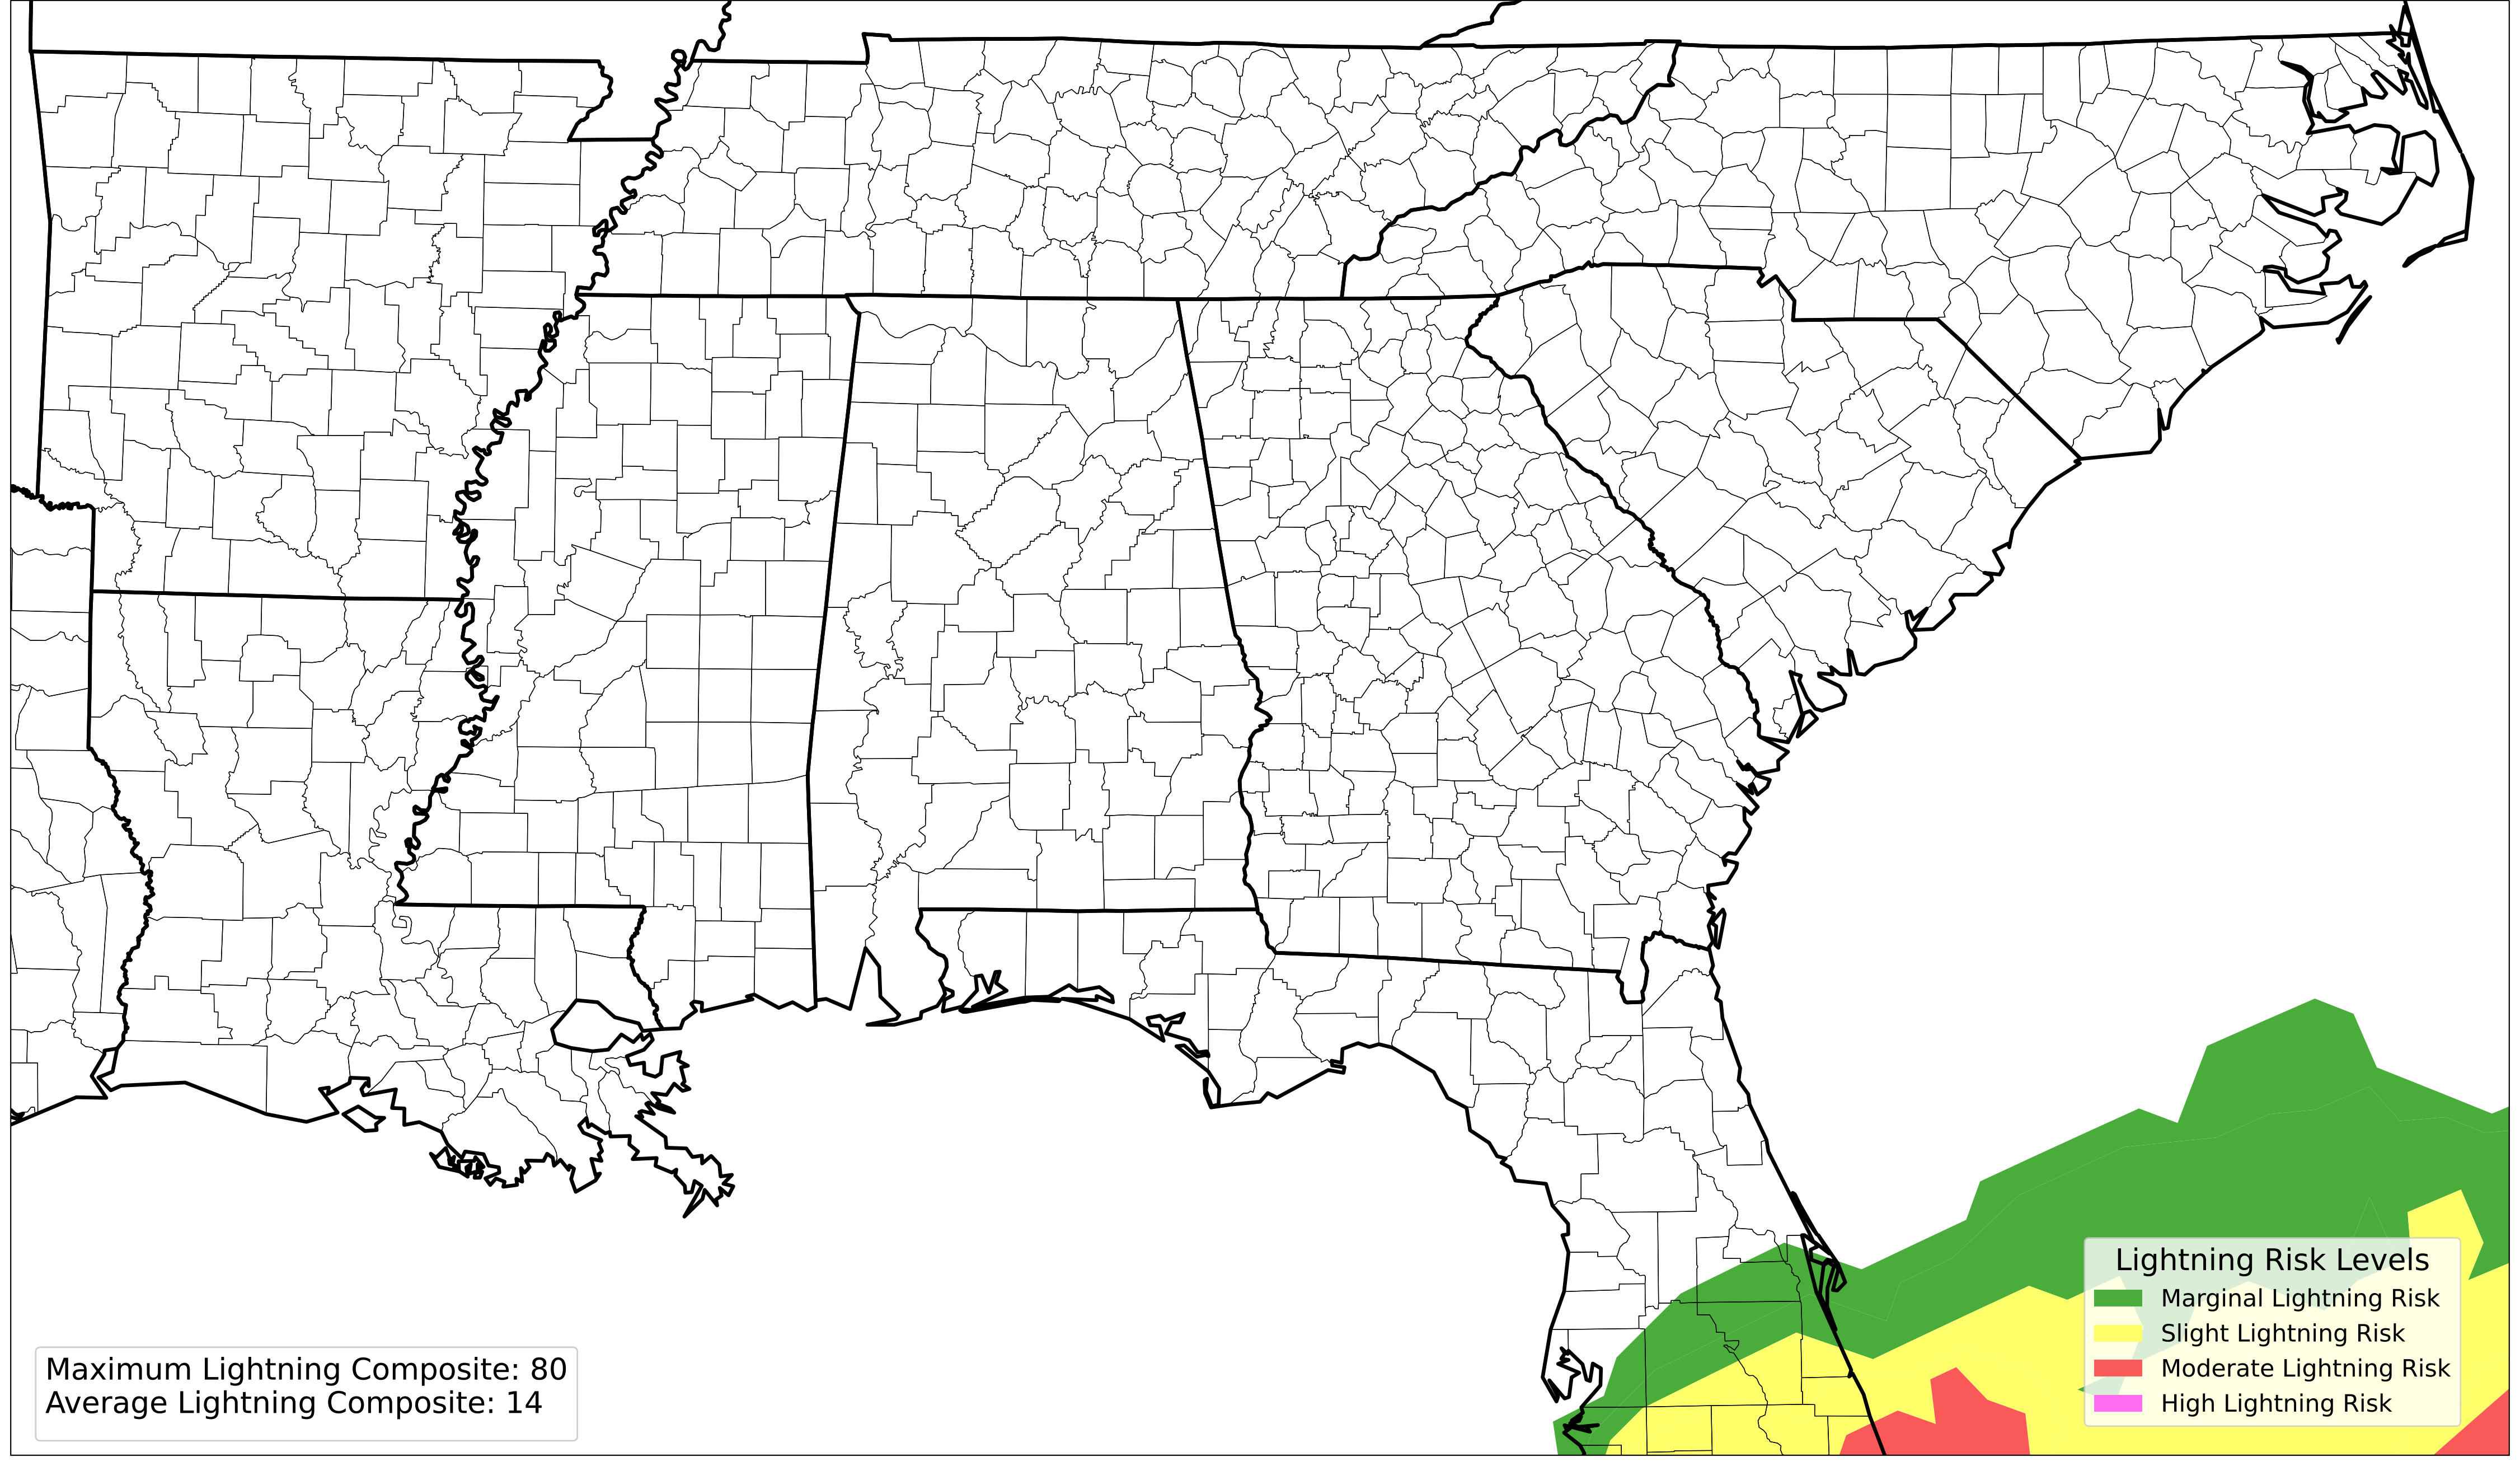 Lightning Risk Levels
Marginal Lightning Risk
Slight Lightning Risk
Moderate Lightning Risk
High Lightning Risk
Maximum Lightning Composite: 80
Average Lightning Composite: 14